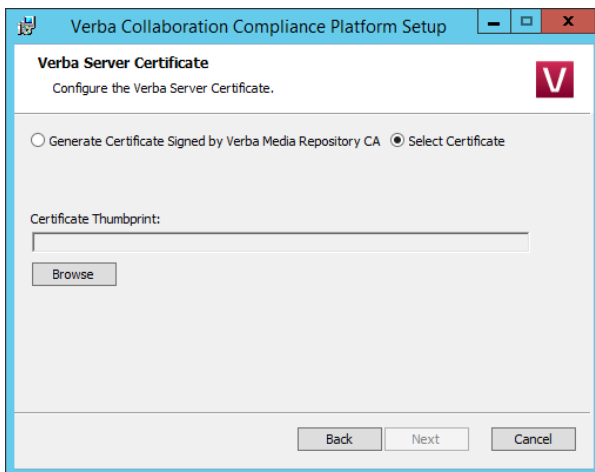 Verba Collaboration Compliance Platform Setup
Verba Server Certificate
Configure the Verba Server Certificate.
V
Generate Certificate Signed by Verba Media Repository CA Select Certificate
Certificate Thumbprint:
Browse
Back Next Cancel